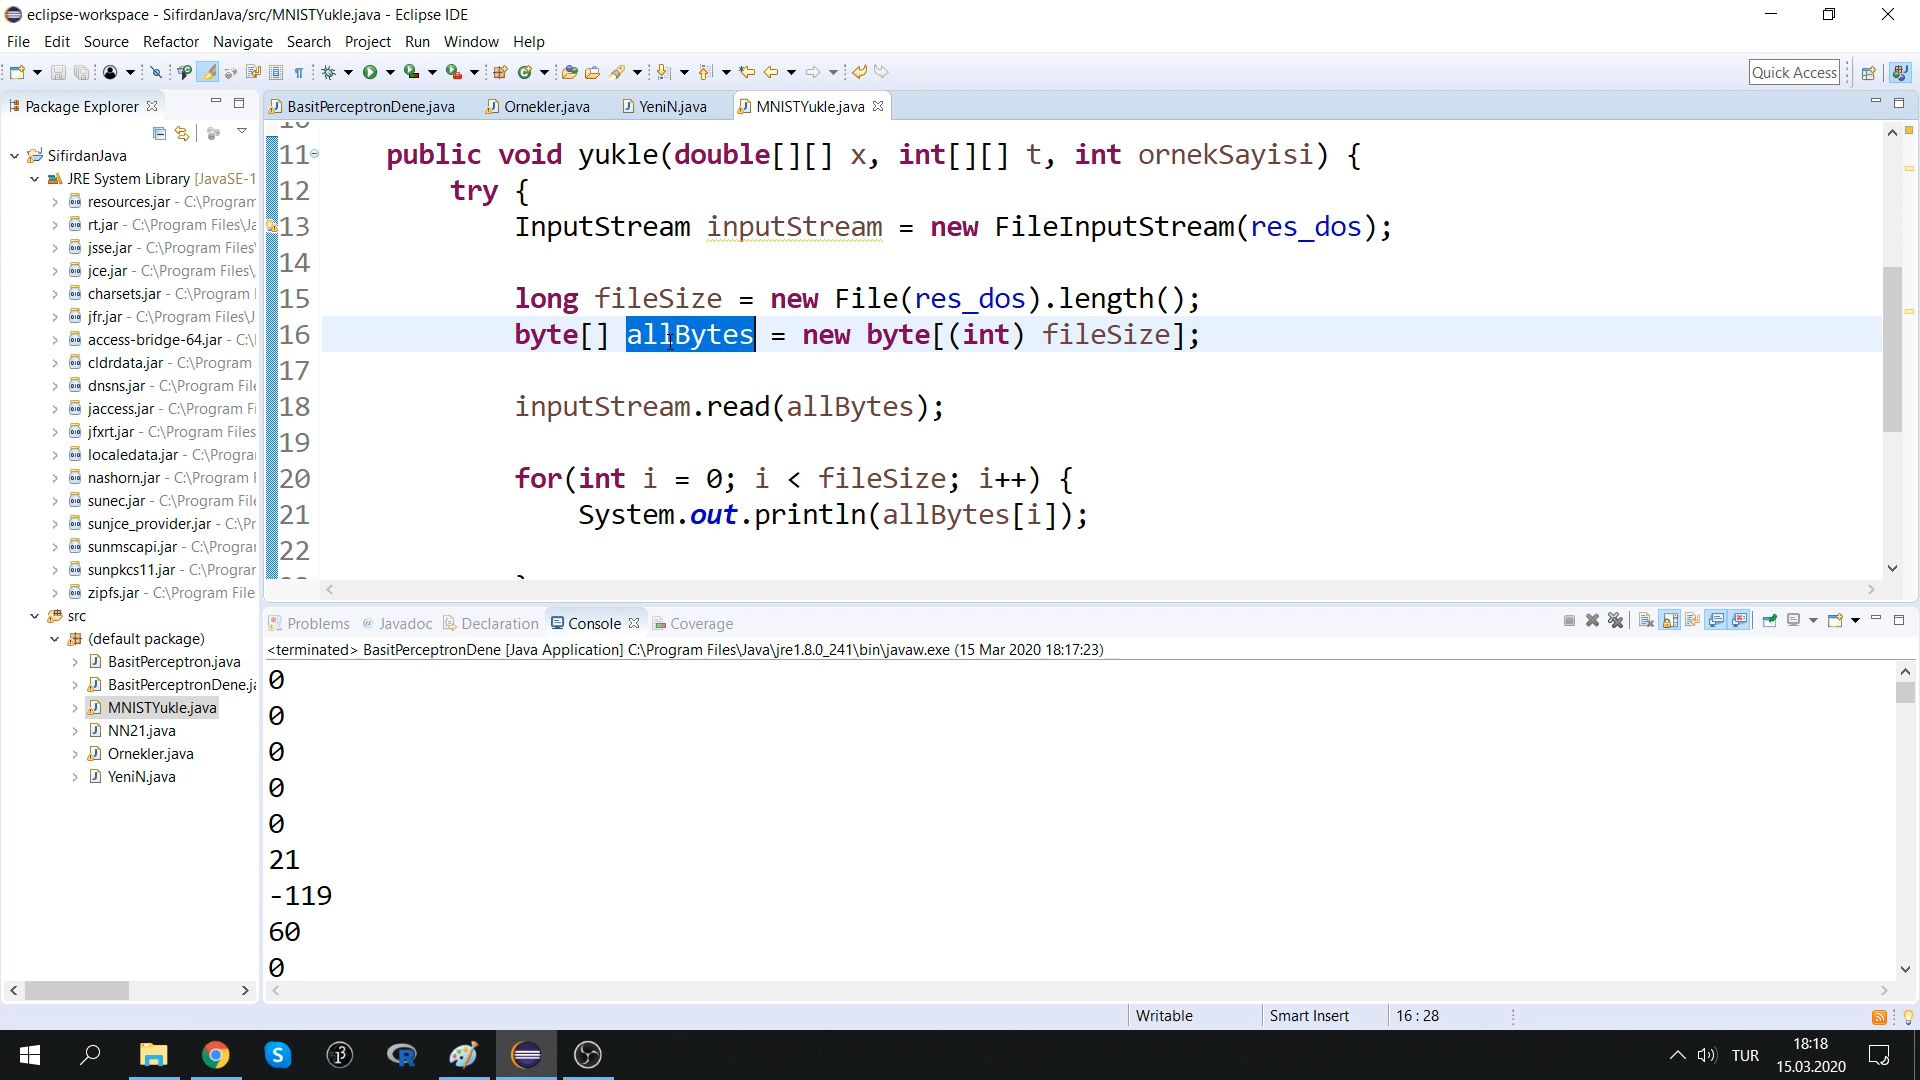 eclipse-workspace - SifirdanJava/src/MNISTYukle.java - Eclipse IDE
File Edit Source Refactor Navigate Search Project Run Window Help
Quick Access
Package Explorer
BasitPerceptronDene.java Ornekler.java YeniN.java MNISTYukle.java
SifirdanJava
JRE System Library [JavaSE-1
resources.jar - C:\Program
rt.jar - C:\Program Files\Ja
jsse.jar - C:\Program Files\
jce.jar - C:\Program Files\
charsets.jar - C:\Program
jfr.jar - C:\Program Files\J
access-bridge-64.jar - C:\
cldrdata.jar - C:\Program
dnsns.jar - C:\Program File
jaccess.jar - C:\Program Fi
jfxrt.jar - C:\Program Files
localedata.jar - C:\Progra
nashorn.jar - C:\Program
sunec.jar - C:\Program File
sunjce_provider.jar - C:\Pr
sunmscapi.jar - C:\Progra
sunpkcs11.jar - C:\Progra
zipfs.jar - C:\Program File
src
(default package)
BasitPerceptron.java
BasitPerceptronDene.ja
MNISTYukle.java
NN21.java
Ornekler.java
YeniN.java
11 public void yukle(double[][] x, int[][] t, int ornekSayisi) {
12 try {
13 InputStream inputStream = new FileInputStream(res_dos);
14
15 long fileSize = new File(res_dos).length();
16 byte[] allBytes = new byte[(int) fileSize];
17
18 inputStream.read(allBytes);
19
20 for(int i = 0; i < fileSize; i++) {
21 System.out.println(allBytes[i]);
22
Problems Javadoc Declaration Console Coverage
<terminated> BasitPerceptronDene [Java Application] C:\Program Files\Java\jre1.8.0_241\bin\javaw.exe (15 Mar 2020 18:17:23)
0
0
0
0
0
21
-119
60
0
Writable Smart Insert 16 : 28
TUR
18:18
15.03.2020